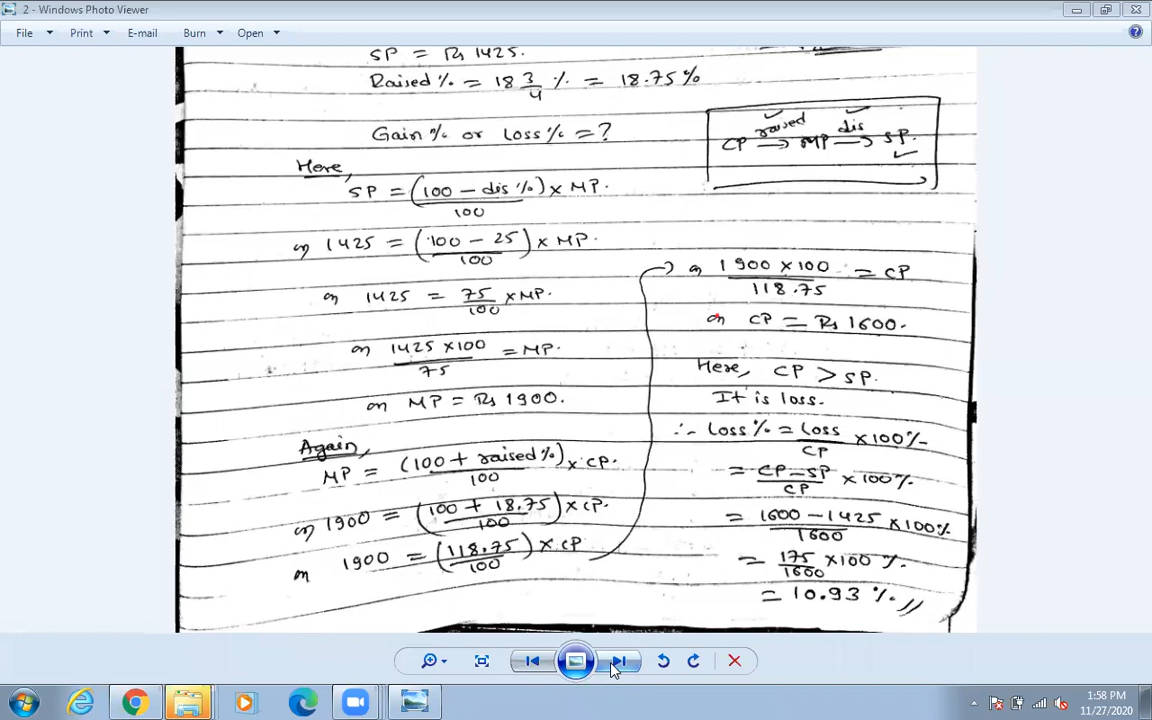 2 - Windows Photo Viewer
File Print E-mail Burn Open
SP = Rs 1425.
Raised % = 18 3/4 % = 18.75 %
Gain % or Loss % = ?
CP raised → MP dis → SP.
Here,
SP = (100 - dis %)/100 × MP.
or 1425 = (100 - 25)/100 × MP.
or 1425 = 75/100 × MP.
or 1425 × 100/75 = MP.
or MP = Rs 1900.
Again,
MP = (100 + raised %)/100 × CP.
or 1900 = (100 + 18.75)/100 × CP.
or 1900 = (118.75)/100 × CP
or 1900 × 100/118.75 = CP
or CP = Rs 1600.
Here, CP > SP.
It is loss.
∴ Loss % = Loss/CP × 100%
= CP - SP/CP × 100%
= 1600 - 1425/1600 × 100%
= 175/1600 × 100 %.
= 10.93 %
1:58 PM
11/27/2020